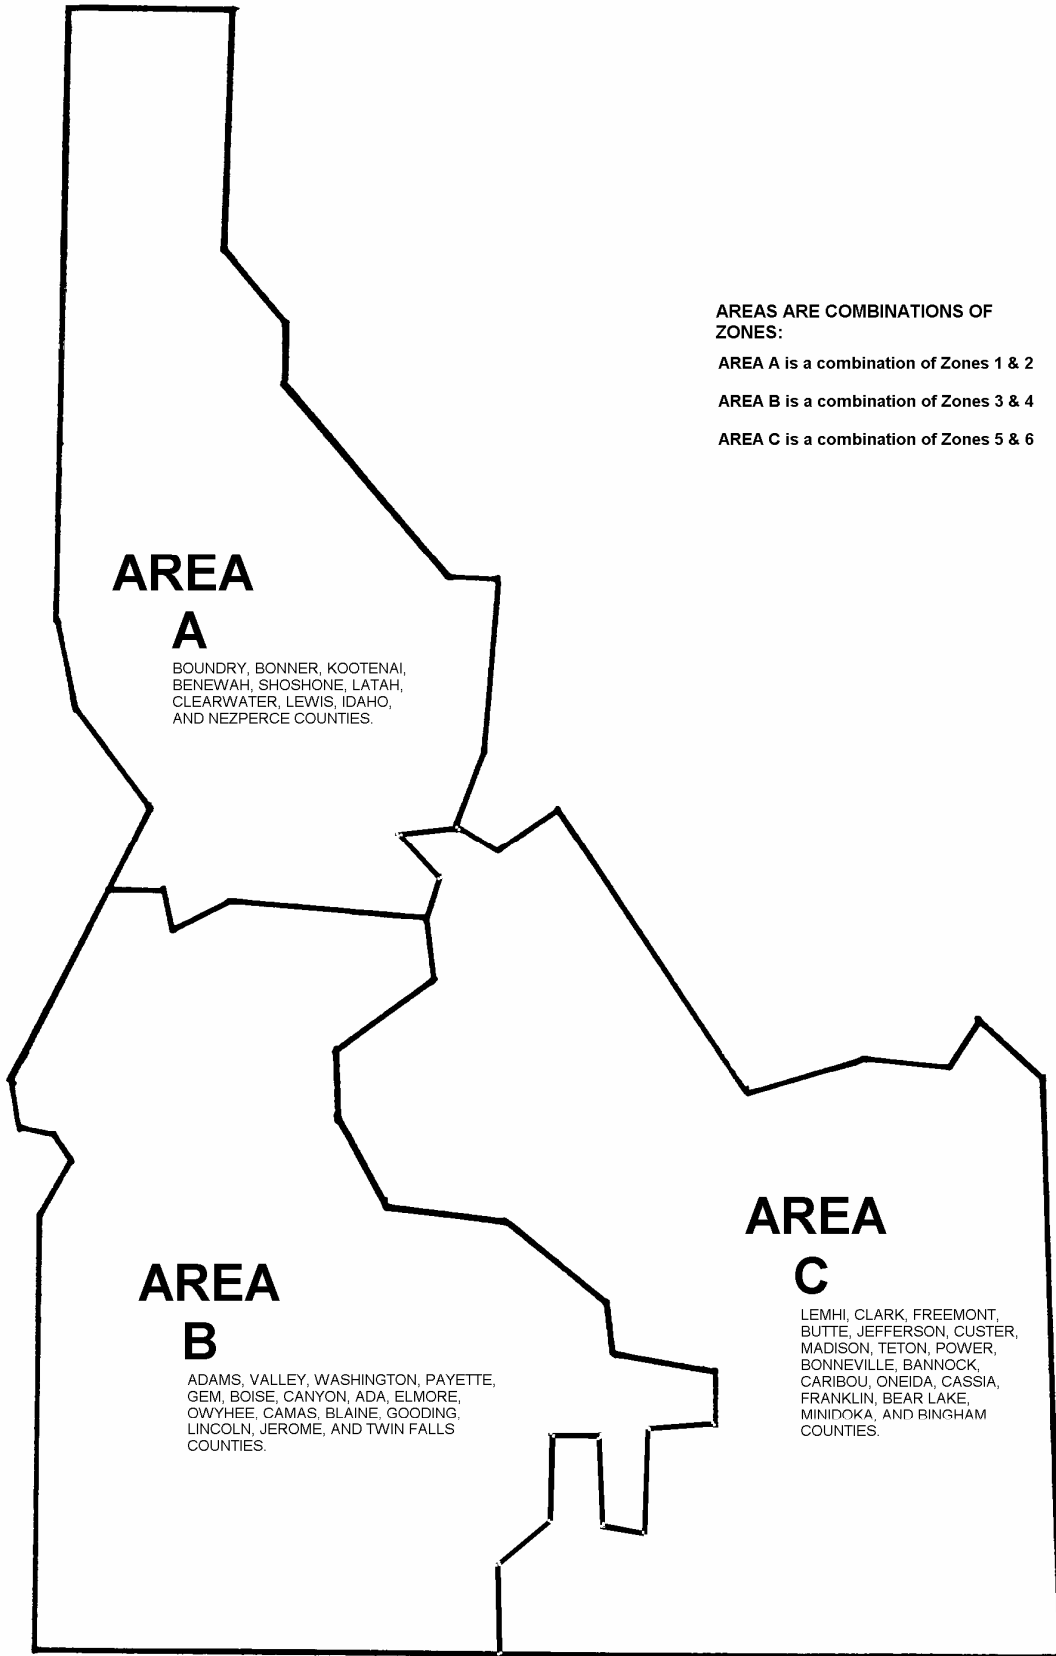 AREAS ARE COMBINATIONS OF
ZONES:
AREA A is a combination of Zones 1 & 2
AREA B is a combination of Zones 3 & 4
AREA C is a combination of Zones 5 & 6
AREA
A
BOUNDRY, BONNER, KOOTENAI,
BENEWAH, SHOSHONE, LATAH,
CLEARWATER, LEWIS, IDAHO,
AND NEZPERCE COUNTIES.
AREA
C
LEMHI, CLARK, FREEMONT,
BUTTE, JEFFERSON, CUSTER,
MADISON, TETON, POWER,
BONNEVILLE, BANNOCK,
CARIBOU, ONEIDA, CASSIA,
FRANKLIN, BEAR LAKE,
MINIDOKA, AND BINGHAM
COUNTIES.
AREA
B
ADAMS, VALLEY, WASHINGTON, PAYETTE,
GEM, BOISE, CANYON, ADA, ELMORE,
OWYHEE, CAMAS, BLAINE, GOODING,
LINCOLN, JEROME, AND TWIN FALLS
COUNTIES.